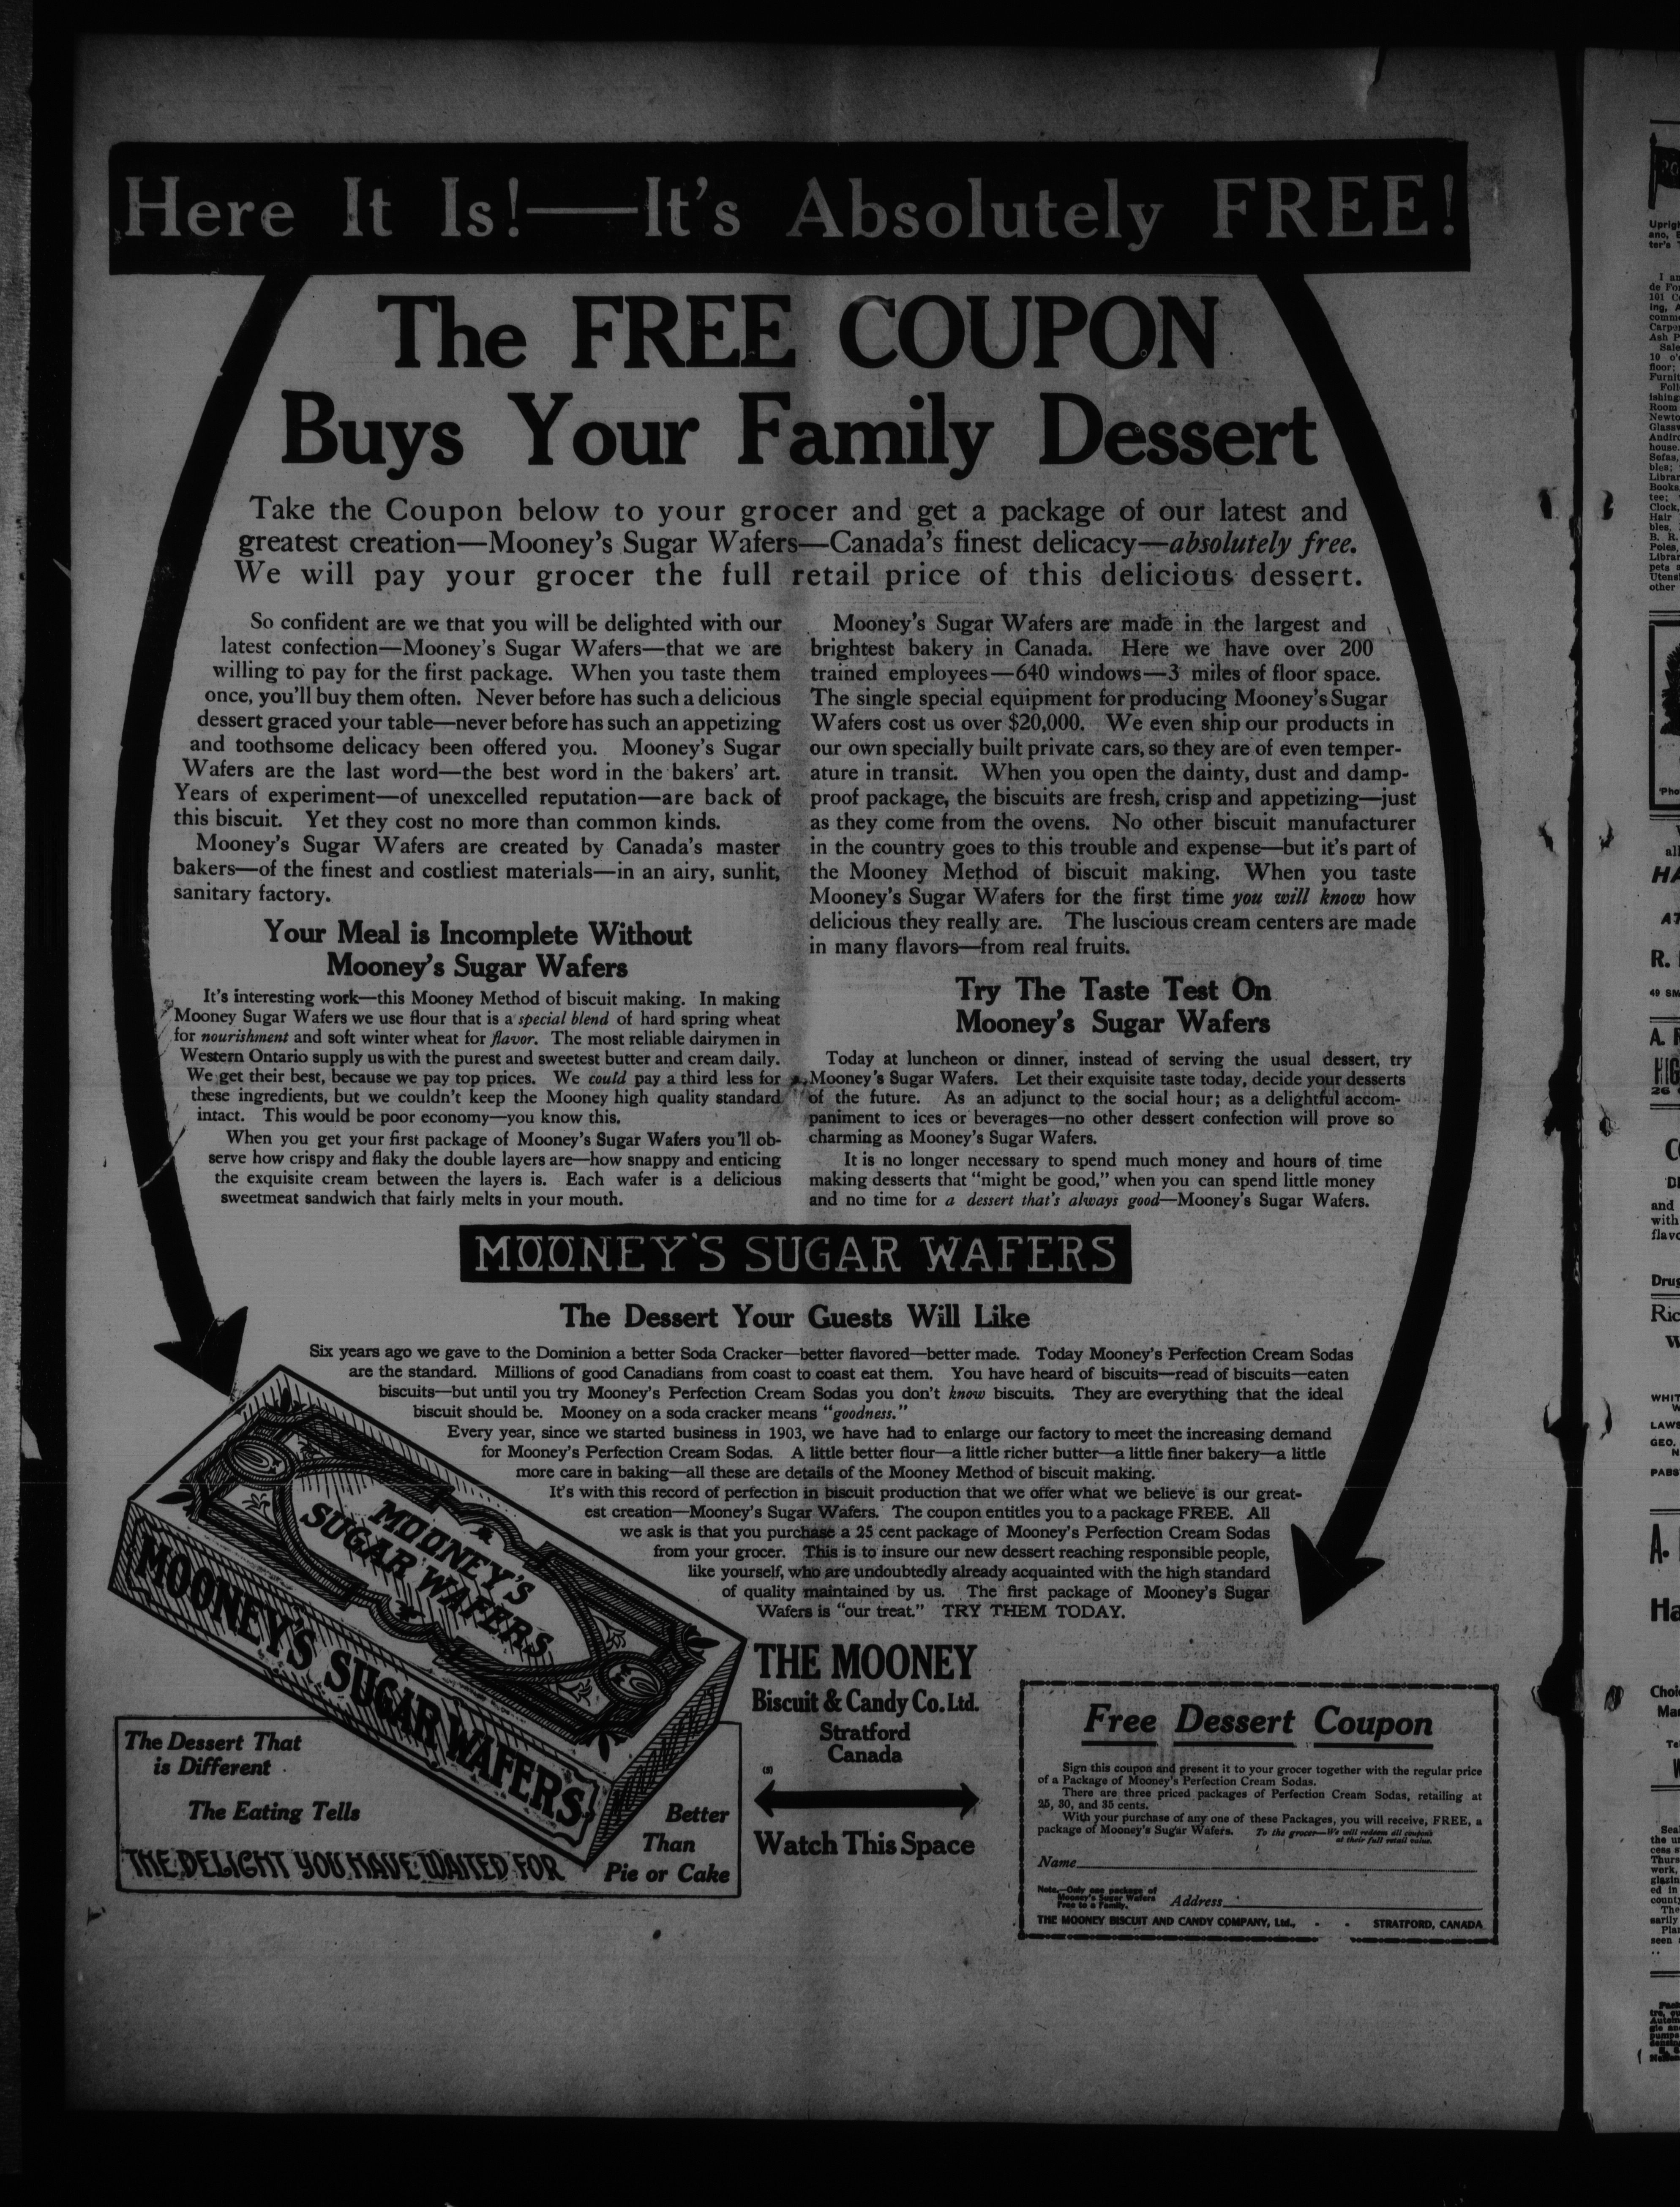 Here It Is!—It's Absolutely FREE!
The FREE COUPON
Buys Your Family Dessert
Take the Coupon below to your grocer and get a package of our latest and
greatest creation—Mooney's Sugar Wafers—Canada's finest delicacy—absolutely free.
We will pay your grocer the full retail price of this delicious dessert.
So confident are we that you will be delighted with our
latest confection—Mooney's Sugar Wafers—that we are
willing to pay for the first package. When you taste them
once, you'll buy them often. Never before has such a delicious
dessert graced your table—never before has such an appetizing
and toothsome delicacy been offered you. Mooney's Sugar
Wafers are the last word—the best word in the bakers' art.
Years of experiment—of unexcelled reputation—are back of
this biscuit. Yet they cost no more than common kinds.
Mooney's Sugar Wafers are created by Canada's master
bakers—of the finest and costliest materials—in an airy, sunlit,
sanitary factory.
Your Meal is Incomplete Without
Mooney's Sugar Wafers
It's interesting work—this Mooney Method of biscuit making. In making
Mooney Sugar Wafers we use flour that is a special blend of hard spring wheat
for nourishment and soft winter wheat for flavor. The most reliable dairymen in
Western Ontario supply us with the purest and sweetest butter and cream daily.
We get their best, because we pay top prices. We could pay a third less for
these ingredients, but we couldn't keep the Mooney high quality standard
intact. This would be poor economy—you know this.
When you get your first package of Mooney's Sugar Wafers you'll ob-
serve how crispy and flaky the double layers are—how snappy and enticing
the exquisite cream between the layers is. Each wafer is a delicious
sweetmeat sandwich that fairly melts in your mouth.
Mooney's Sugar Wafers are made in the largest and
brightest bakery in Canada. Here we have over 200
trained employees—640 windows—3 miles of floor space.
The single special equipment for producing Mooney's Sugar
Wafers cost us over $20,000. We even ship our products in
our own specially built private cars, so they are of even temper-
ature in transit. When you open the dainty, dust and damp-
proof package, the biscuits are fresh, crisp and appetizing—just
as they come from the ovens. No other biscuit manufacturer
in the country goes to this trouble and expense—but it's part of
the Mooney Method of biscuit making. When you taste
Mooney's Sugar Wafers for the first time you will know how
delicious they really are. The luscious cream centers are made
in many flavors—from real fruits.
Try The Taste Test On
Mooney's Sugar Wafers
Today at luncheon or dinner, instead of serving the usual dessert, try
Mooney's Sugar Wafers. Let their exquisite taste today, decide your desserts
of the future. As an adjunct to the social hour; as a delightful accom-
paniment to ices or beverages—no other dessert confection will prove so
charming as Mooney's Sugar Wafers.
It is no longer necessary to spend much money and hours of time
making desserts that "might be good," when you can spend little money
and no time for a dessert that's always good—Mooney's Sugar Wafers.
MOONEY'S SUGAR WAFERS
The Dessert Your Guests Will Like
Six years ago we gave to the Dominion a better Soda Cracker—better flavored—better made. Today Mooney's Perfection Cream Sodas
are the standard. Millions of good Canadians from coast to coast eat them. You have heard of biscuits—read of biscuits—eaten
biscuits—but until you try Mooney's Perfection Cream Sodas you don't know biscuits. They are everything that the ideal
biscuit should be. Mooney on a soda cracker means "goodness."
Every year, since we started business in 1903, we have had to enlarge our factory to meet the increasing demand
for Mooney's Perfection Cream Sodas. A little better flour—a little richer butter—a little finer bakery—a little
more care in baking—all these are details of the Mooney Method of biscuit making.
It's with this record of perfection in biscuit production that we offer what we believe is our great-
est creation—Mooney's Sugar Wafers. The coupon entitles you to a package FREE. All
we ask is that you purchase a 25 cent package of Mooney's Perfection Cream Sodas
from your grocer. This is to insure our new dessert reaching responsible people,
like yourself, who are undoubtedly already acquainted with the high standard
of quality maintained by us. The first package of Mooney's Sugar
Wafers is "our treat." TRY THEM TODAY.
MOONEY'S
SUGAR WAFERS
MOONEY'S SUGAR WAFERS
The Dessert That
is Different
The Eating Tells
THE DELIGHT YOU HAVE WAITED FOR
Better
Than
Pie or Cake
THE MOONEY
Biscuit & Candy Co. Ltd.
Stratford
Canada
Watch This Space
Free Dessert Coupon
Sign this coupon and present it to your grocer together with the regular price
of a Package of Mooney's Perfection Cream Sodas.
There are three priced packages of Perfection Cream Sodas, retailing at
25, 30, and 35 cents.
With your purchase of any one of these Packages, you will receive, FREE, a
package of Mooney's Sugar Wafers. To the grocer—We will redeem all coupons
at their full retail value.
Name
Note.—Only one package of
Mooney's Sugar Wafers
Free to a Family.
Address
THE MOONEY BISCUIT AND CANDY COMPANY, Ltd., - - STRATFORD, CANADA